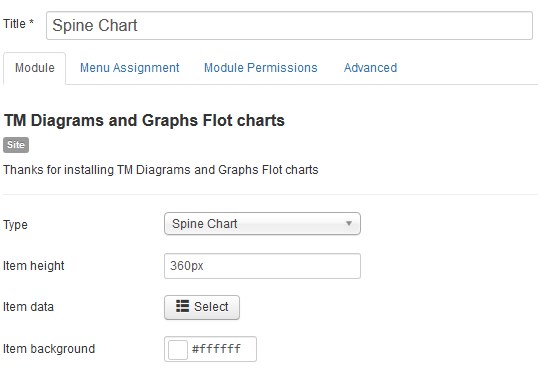 Title * Spine Chart
Module Menu Assignment Module Permissions Advanced
TM Diagrams and Graphs Flot charts
Site
Thanks for installing TM Diagrams and Graphs Flot charts
Type Spine Chart
Item height 360px
Item data Select
Item background #ffffff